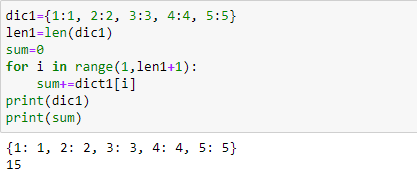 dic1={1:1, 2:2, 3:3, 4:4, 5:5}
len1=len(dic1)
sum=0
for i in range(1,len1+1):
    sum+=dict1[i]
print(dic1)
print(sum)
{1: 1, 2: 2, 3: 3, 4: 4, 5: 5}
15